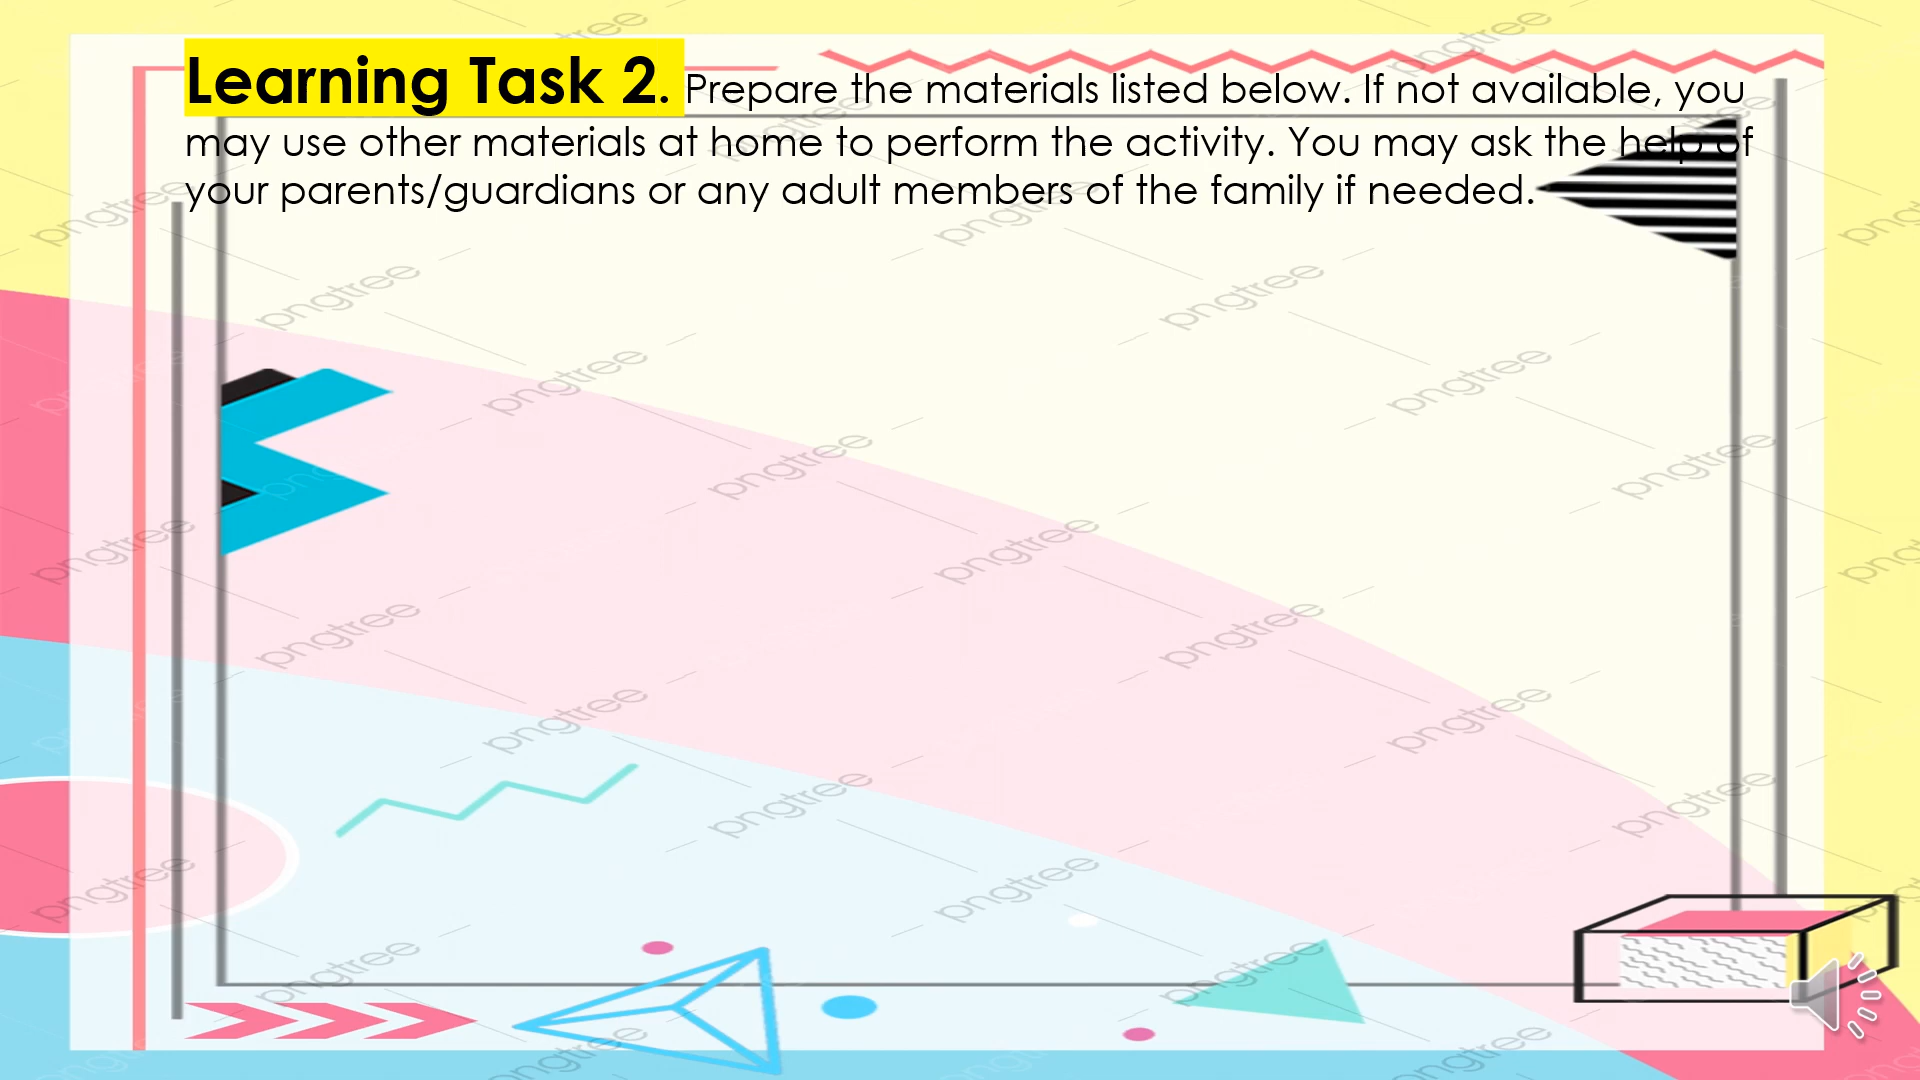 Learning Task 2. Prepare the materials listed below. If not available, you
may use other materials at home to perform the activity. You may ask the help of
your parents/guardians or any adult members of the family if needed.
pngtree